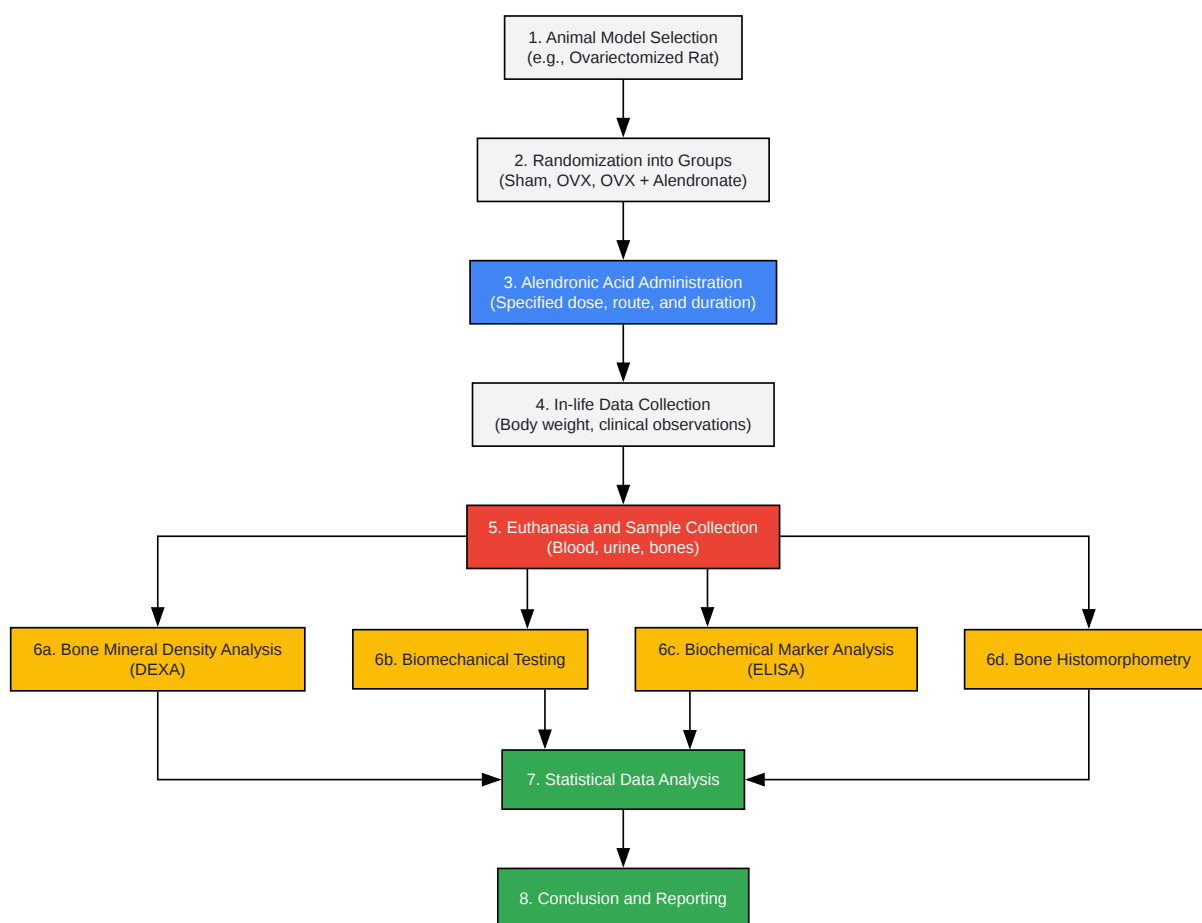 1. Animal Model Selection
(e.g., Ovariectomized Rat)
2. Randomization into Groups
(Sham, OVX, OVX + Alendronate)
3. Alendronic Acid Administration
(Specified dose, route, and duration)
4. In-life Data Collection
(Body weight, clinical observations)
5. Euthanasia and Sample Collection
(Blood, urine, bones)
6a. Bone Mineral Density Analysis
(DEXA)
6b. Biomechanical Testing
6c. Biochemical Marker Analysis
(ELISA)
6d. Bone Histomorphometry
7. Statistical Data Analysis
8. Conclusion and Reporting